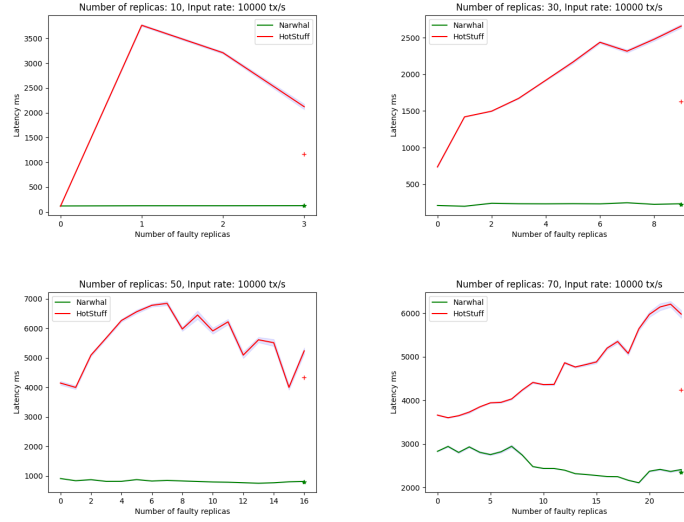 Number of replicas: 10, Input rate: 10000 tx/s
Latency ms
3500
3000
2500
2000
1500
1000
500
0
Narwhal
HotStuff
0 1 2 3
Number of faulty replicas
Number of replicas: 30, Input rate: 10000 tx/s
Latency ms
2500
2000
1500
1000
500
Narwhal
HotStuff
0 2 4 6 8
Number of faulty replicas
Number of replicas: 50, Input rate: 10000 tx/s
Latency ms
7000
6000
5000
4000
3000
2000
1000
Narwhal
HotStuff
0 2 4 6 8 10 12 14 16
Number of faulty replicas
Number of replicas: 70, Input rate: 10000 tx/s
Latency ms
6000
5000
4000
3000
2000
Narwhal
HotStuff
0 5 10 15 20
Number of faulty replicas